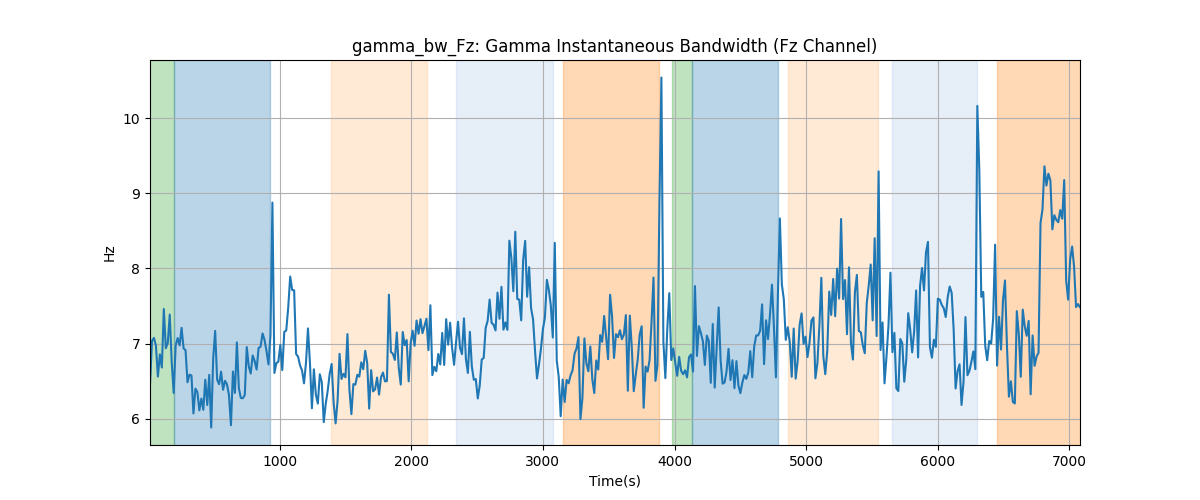 gamma_bw_Fz: Gamma Instantaneous Bandwidth (Fz Channel)
10
9
8
7
6
Hz
1000 2000 3000 4000 5000 6000 7000
Time(s)